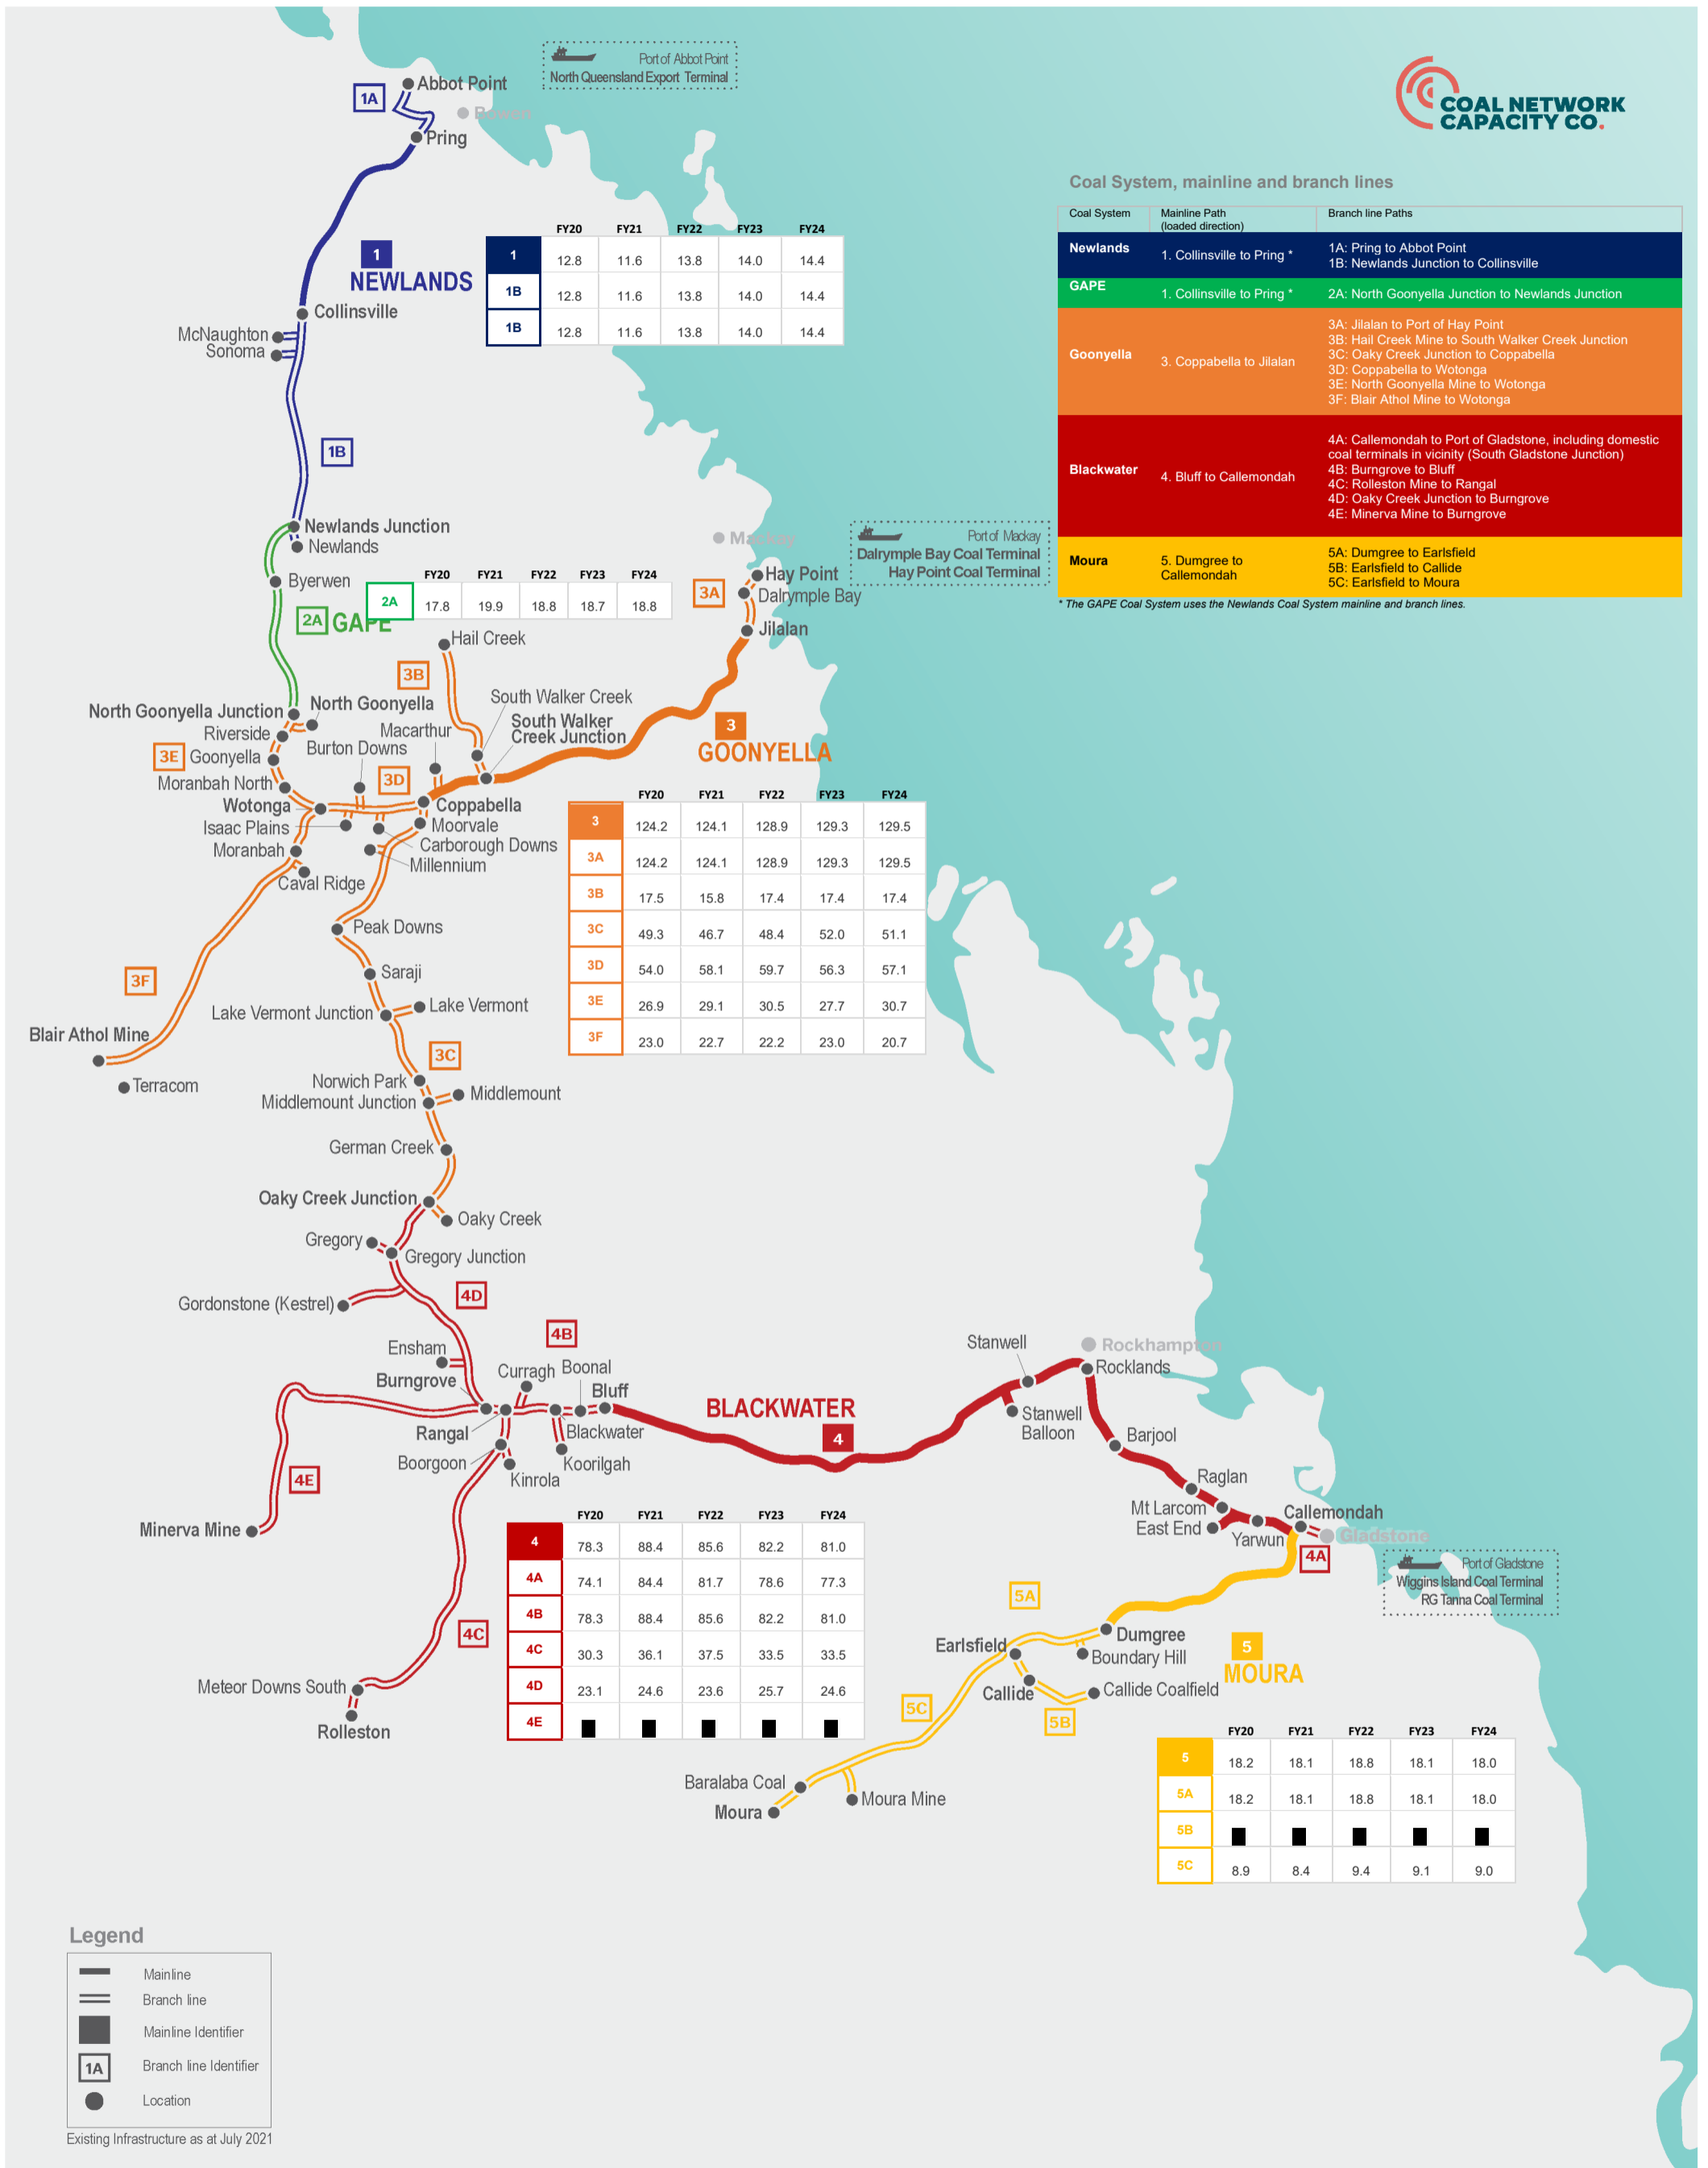 Port of Abbot Point
North Queensland Export Terminal
COAL NETWORK
CAPACITY CO.
Abbot Point
1A
Bowen
Pring
Coal System, mainline and branch lines
Coal System
Mainline Path
(loaded direction)
Branch line Paths
Newlands
1. Collinsville to Pring *
1A: Pring to Abbot Point
1B: Newlands Junction to Collinsville
GAPE
1. Collinsville to Pring *
2A: North Goonyella Junction to Newlands Junction
Goonyella
3. Coppabella to Jilalan
3A: Jilalan to Port of Hay Point
3B: Hail Creek Mine to South Walker Creek Junction
3C: Oaky Creek Junction to Coppabella
3D: Coppabella to Wotonga
3E: North Goonyella Mine to Wotonga
3F: Blair Athol Mine to Wotonga
Blackwater
4. Bluff to Callemondah
4A: Callemondah to Port of Gladstone, including domestic
coal terminals in vicinity (South Gladstone Junction)
4B: Burngrove to Bluff
4C: Rolleston Mine to Rangal
4D: Oaky Creek Junction to Burngrove
4E: Minerva Mine to Burngrove
Moura
5. Dumgree to
Callemondah
5A: Dumgree to Earlsfield
5B: Earlsfield to Callide
5C: Earlsfield to Moura
* The GAPE Coal System uses the Newlands Coal System mainline and branch lines.
1
NEWLANDS
FY20 FY21 FY22 FY23 FY24
1 12.8 11.6 13.8 14.0 14.4
1B 12.8 11.6 13.8 14.0 14.4
1B 12.8 11.6 13.8 14.0 14.4
Collinsville
McNaughton
Sonoma
1B
Newlands Junction
Newlands
Byerwen
FY20 FY21 FY22 FY23 FY24
2A 17.8 19.9 18.8 18.7 18.8
2A GAPE
Mackay
Port of Mackay
Dalrymple Bay Coal Terminal
Hay Point Coal Terminal
Hay Point
3A
Dalrymple Bay
Jilalan
Hail Creek
3B
South Walker Creek
South Walker
Creek Junction
North Goonyella
North Goonyella Junction
Riverside
Macarthur
Burton Downs
3
GOONYELLA
3E
Goonyella
3D
Moranbah North
Wotonga
Coppabella
Isaac Plains
Moorvale
Moranbah
Carborough Downs
Millennium
Caval Ridge
FY20 FY21 FY22 FY23 FY24
3 124.2 124.1 128.9 129.3 129.5
3A 124.2 124.1 128.9 129.3 129.5
3B 17.5 15.8 17.4 17.4 17.4
3C 49.3 46.7 48.4 52.0 51.1
3D 54.0 58.1 59.7 56.3 57.1
3E 26.9 29.1 30.5 27.7 30.7
3F 23.0 22.7 22.2 23.0 20.7
Peak Downs
Saraji
3F
Lake Vermont
Lake Vermont Junction
Blair Athol Mine
3C
Terracom
Norwich Park
Middlemount
Middlemount Junction
German Creek
Oaky Creek Junction
Oaky Creek
Gregory
Gregory Junction
4D
Gordonstone (Kestrel)
4B
Ensham
Curragh
Boonal
Burngrove
Bluff
Stanwell
Rockhampton
Rocklands
BLACKWATER
4
Rangal
Blackwater
Stanwell
Balloon
Barjool
Boorgoon
Koorilgah
Kinrola
4E
Raglan
Mt Larcom
Callemondah
East End
Yarwun
Gladstone
4A
Minerva Mine
Port of Gladstone
Wiggins Island Coal Terminal
RG Tanna Coal Terminal
FY20 FY21 FY22 FY23 FY24
4 78.3 88.4 85.6 82.2 81.0
4A 74.1 84.4 81.7 78.6 77.3
4B 78.3 88.4 85.6 82.2 81.0
4C 30.3 36.1 37.5 33.5 33.5
4D 23.1 24.6 23.6 25.7 24.6
4E
4C
5A
Dumgree
Earlsfield
5
MOURA
Boundary Hill
Meteor Downs South
Callide
Callide Coalfield
5C
5B
Rolleston
Baralaba Coal
Moura Mine
Moura
FY20 FY21 FY22 FY23 FY24
5 18.2 18.1 18.8 18.1 18.0
5A 18.2 18.1 18.8 18.1 18.0
5B
5C 8.9 8.4 9.4 9.1 9.0
Legend
Mainline
Branch line
Mainline Identifier
1A Branch line Identifier
Location
Existing Infrastructure as at July 2021